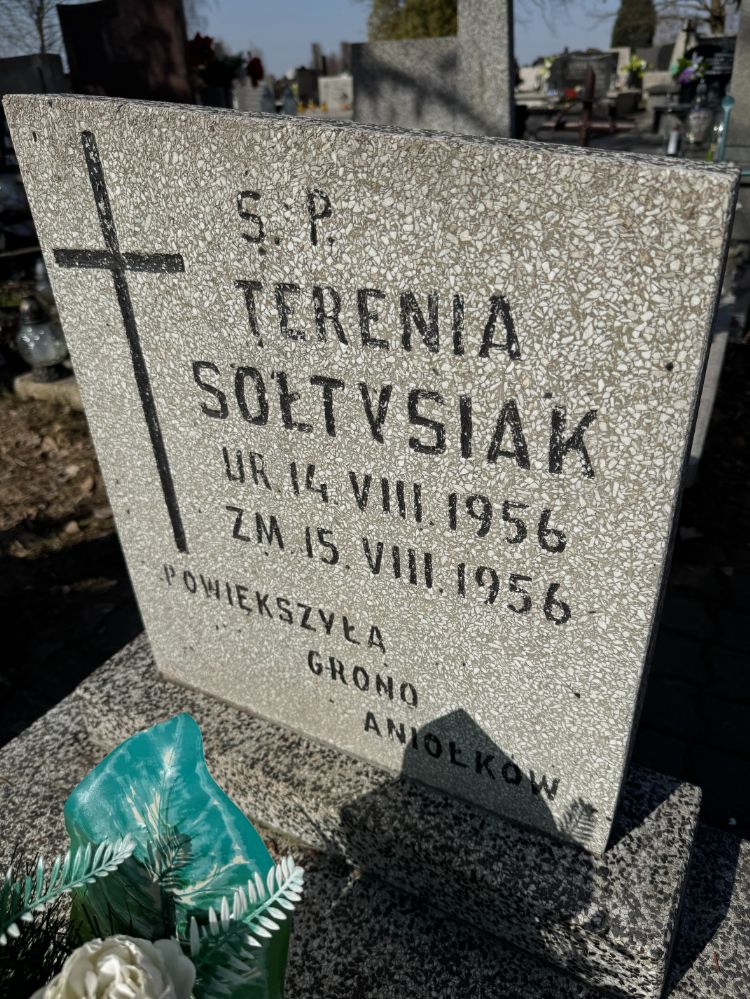 Ś. P.
TERENIA
SOŁTYSIAK
UR. 14. VIII. 1956
ZM. 15. VIII. 1956
POWIĘKSZYŁA
GRONO
ANIOŁKÓW